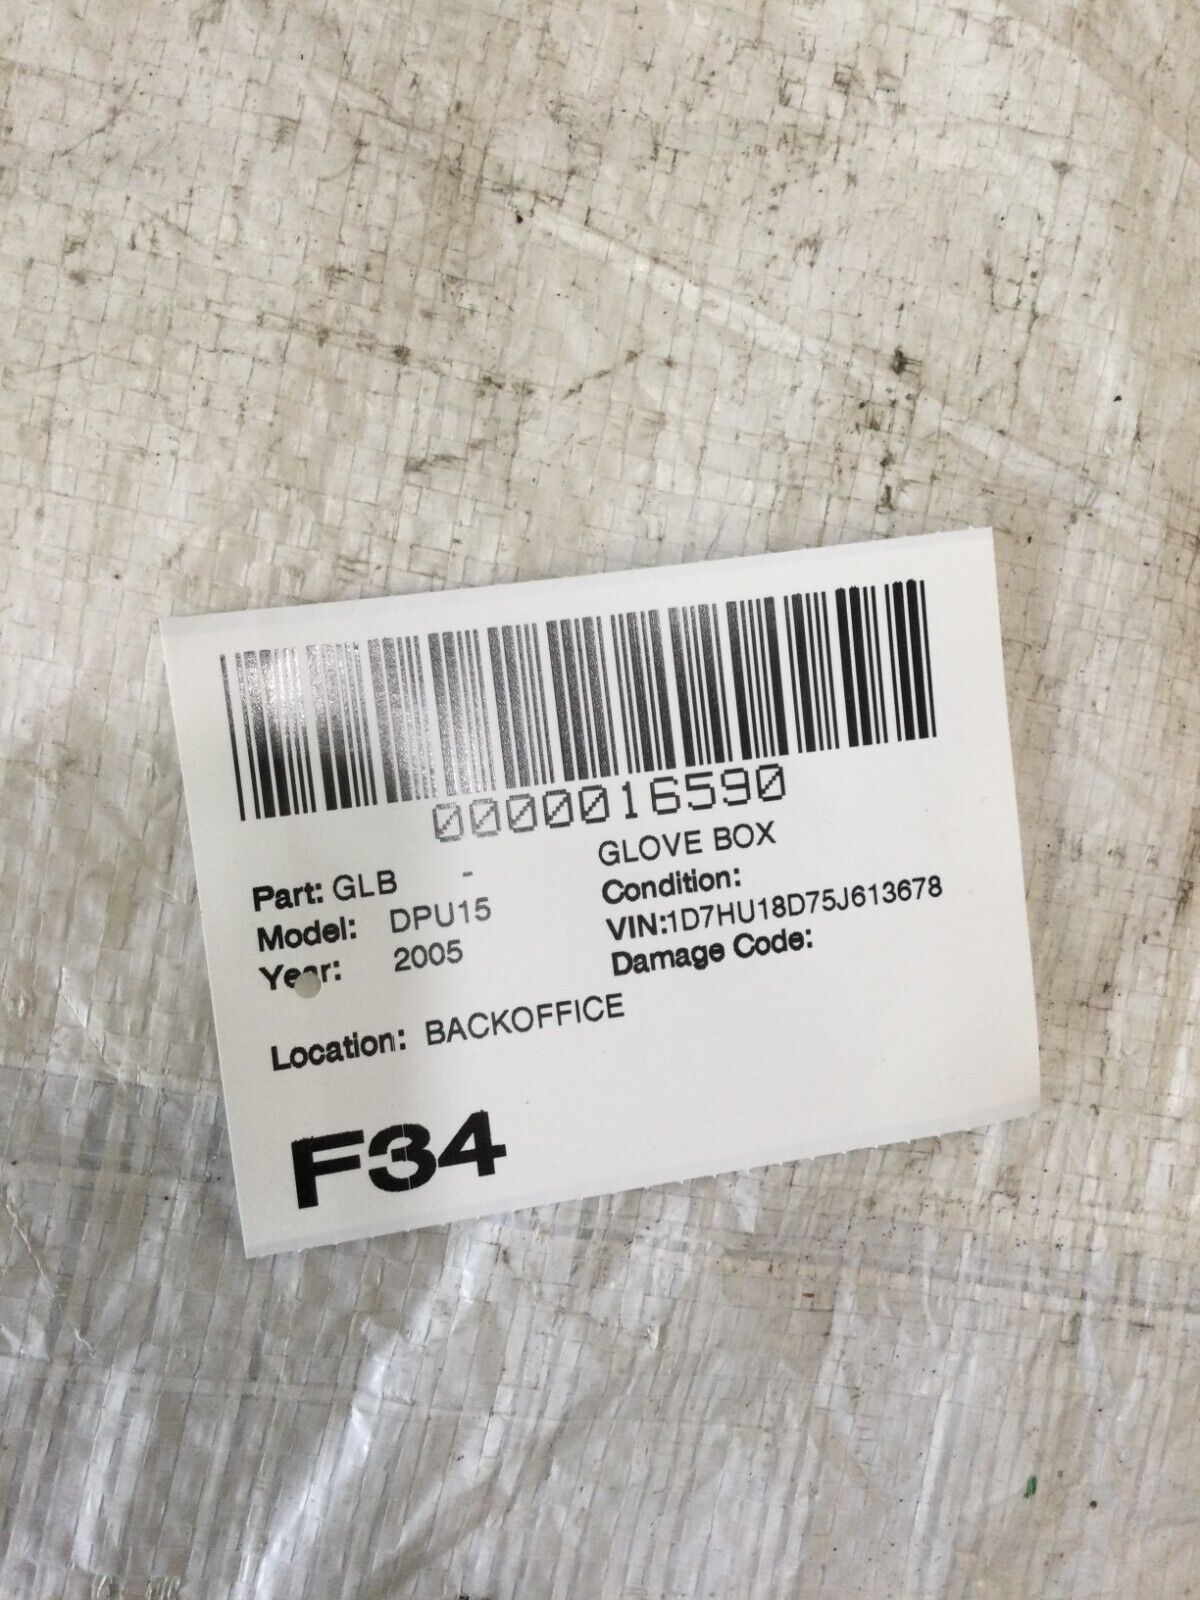 0000016590
Part: GLB - GLOVE BOX
Model: DPU15 Condition:
Year: 2005 VIN:1D7HU18D75J613678
Damage Code:
Location: BACKOFFICE
F34